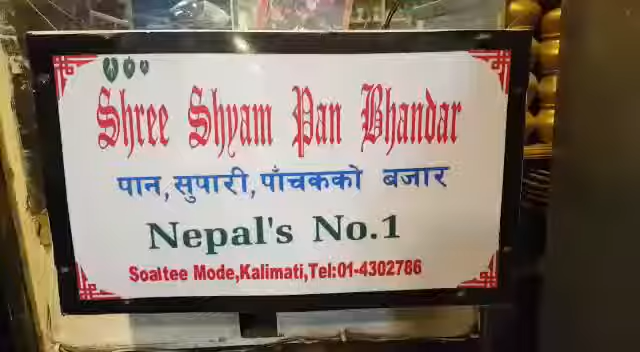 Shree Shyam Pan Bhandar
पान,सुपारी,पाँचकको बजार
Nepal's No.1
Soaltee Mode,Kalimati,Tel:01-4302786